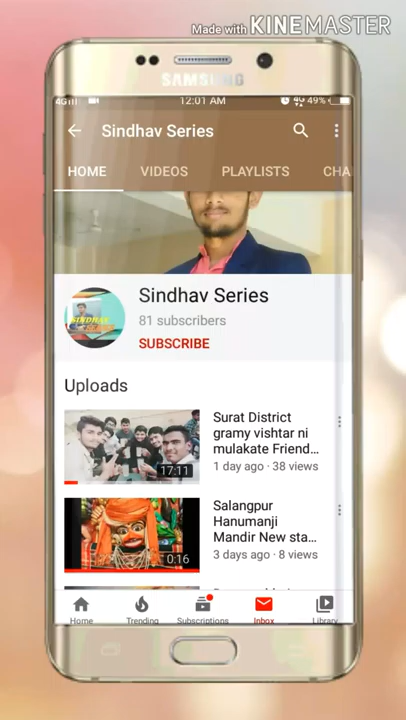 Made with KINEMASTER
SAMSUNG
4G 12:01 AM 4G 49%
Sindhav Series
HOME VIDEOS PLAYLISTS CHA
Sindhav Series
81 subscribers
SUBSCRIBE
Uploads
Surat District
gramy vishtar ni
mulakate Friend...
1 day ago · 38 views
17:11
Salangpur
Hanumanji
Mandir New sta...
3 days ago · 8 views
0:16
Home Trending Subscriptions Inbox Library